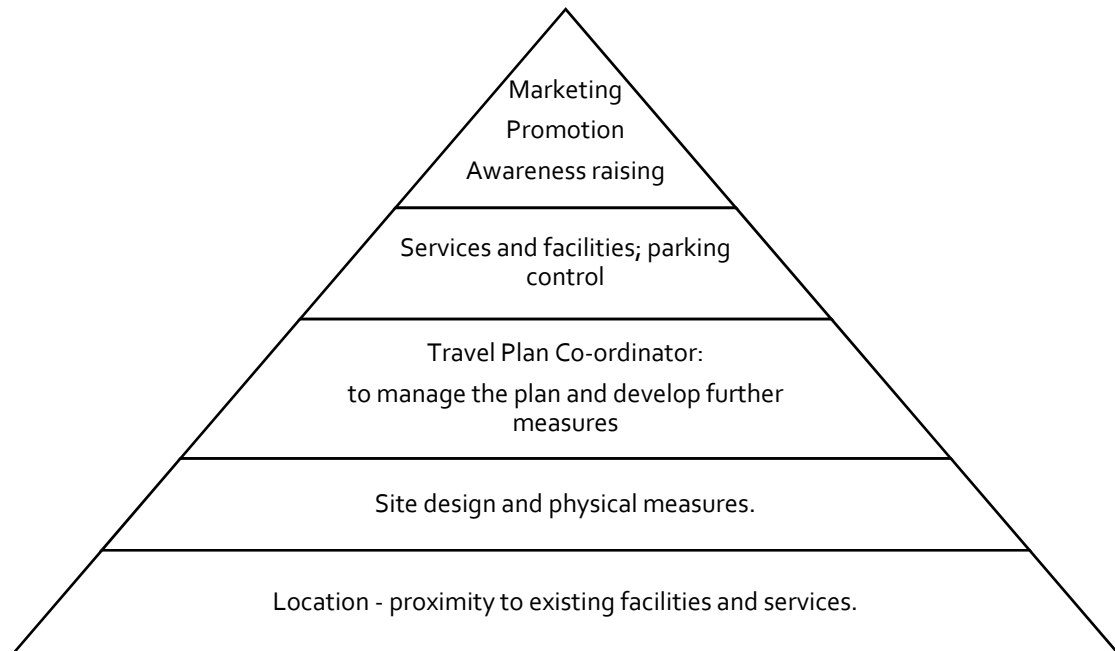 Marketing
Promotion
Awareness raising
Services and facilities; parking
control
Travel Plan Co-ordinator:
to manage the plan and develop further
measures
Site design and physical measures.
Location - proximity to existing facilities and services.